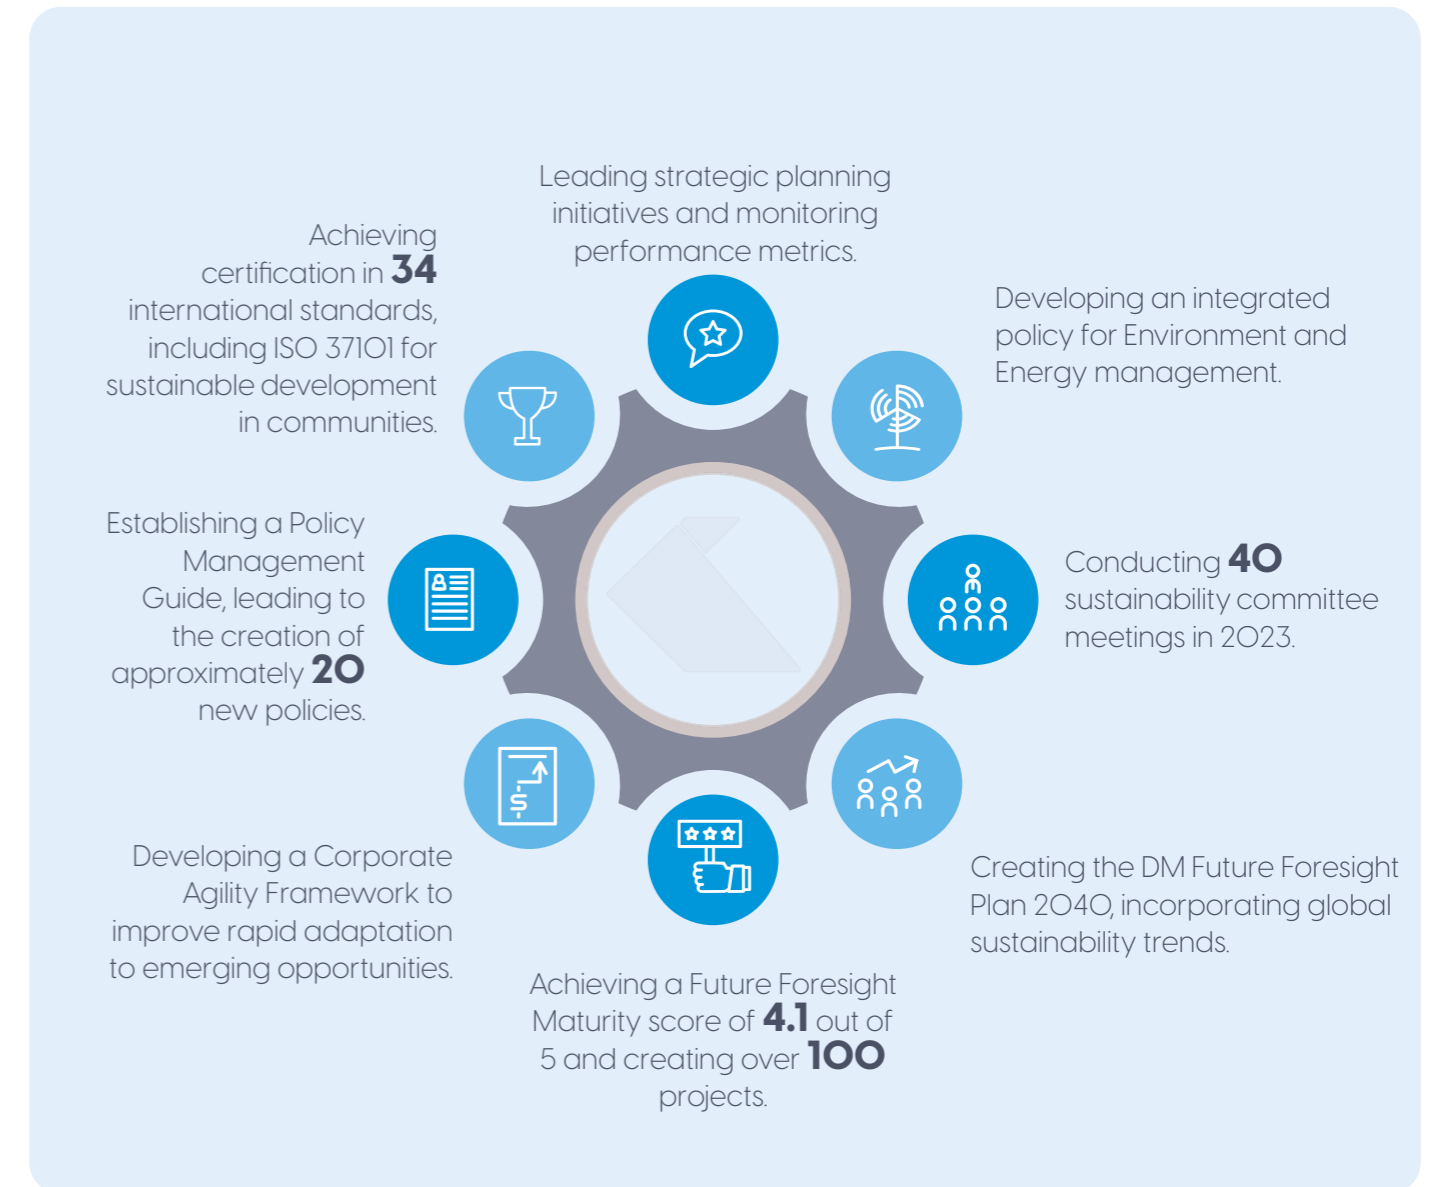 Leading strategic planning
initiatives and monitoring
performance metrics.
Developing an integrated
policy for Environment and
Energy management.
Conducting 40
sustainability committee
meetings in 2023.
Creating the DM Future Foresight
Plan 2040, incorporating global
sustainability trends.
Achieving a Future Foresight
Maturity score of 4.1 out of
5 and creating over 100
projects.
Developing a Corporate
Agility Framework to
improve rapid adaptation
to emerging opportunities.
Establishing a Policy
Management
Guide, leading to
the creation of
approximately 20
new policies.
Achieving
certification in 34
international standards,
including ISO 37101 for
sustainable development
in communities.